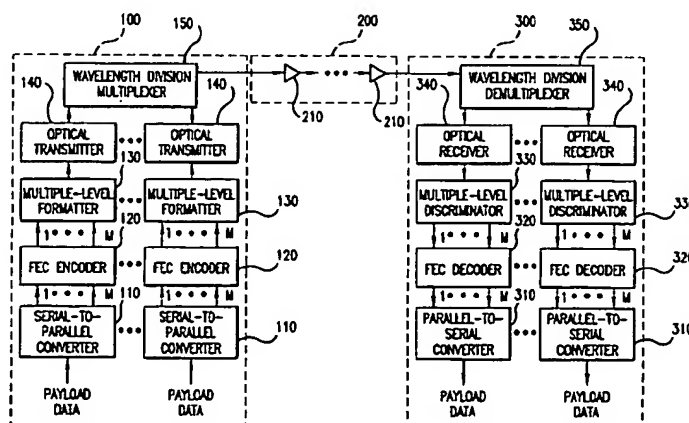 100
150
200
300
350
WAVELENGTH DIVISION
MULTIPLEXER
210
210
WAVELENGTH DIVISION
DEMULTIPLEXER
140
140
340
340
OPTICAL
TRANSMITTER
OPTICAL
TRANSMITTER
OPTICAL
RECEIVER
OPTICAL
RECEIVER
130
330
MULTIPLE-LEVEL
FORMATTER
MULTIPLE-LEVEL
FORMATTER
130
MULTIPLE-LEVEL
DISCRIMINATOR
MULTIPLE-LEVEL
DISCRIMINATOR
330
1 M
120
1 M
1 M
320
1 M
FEC ENCODER
FEC ENCODER
120
FEC DECODER
FEC DECODER
320
1 M
110
1 M
1 M
310
1 M
SERIAL-TO-
PARALLEL
CONVERTER
SERIAL-TO-
PARALLEL
CONVERTER
110
PARALLEL-TO-
SERIAL
CONVERTER
PARALLEL-TO-
SERIAL
CONVERTER
310
PAYLOAD
DATA
PAYLOAD
DATA
PAYLOAD
DATA
PAYLOAD
DATA